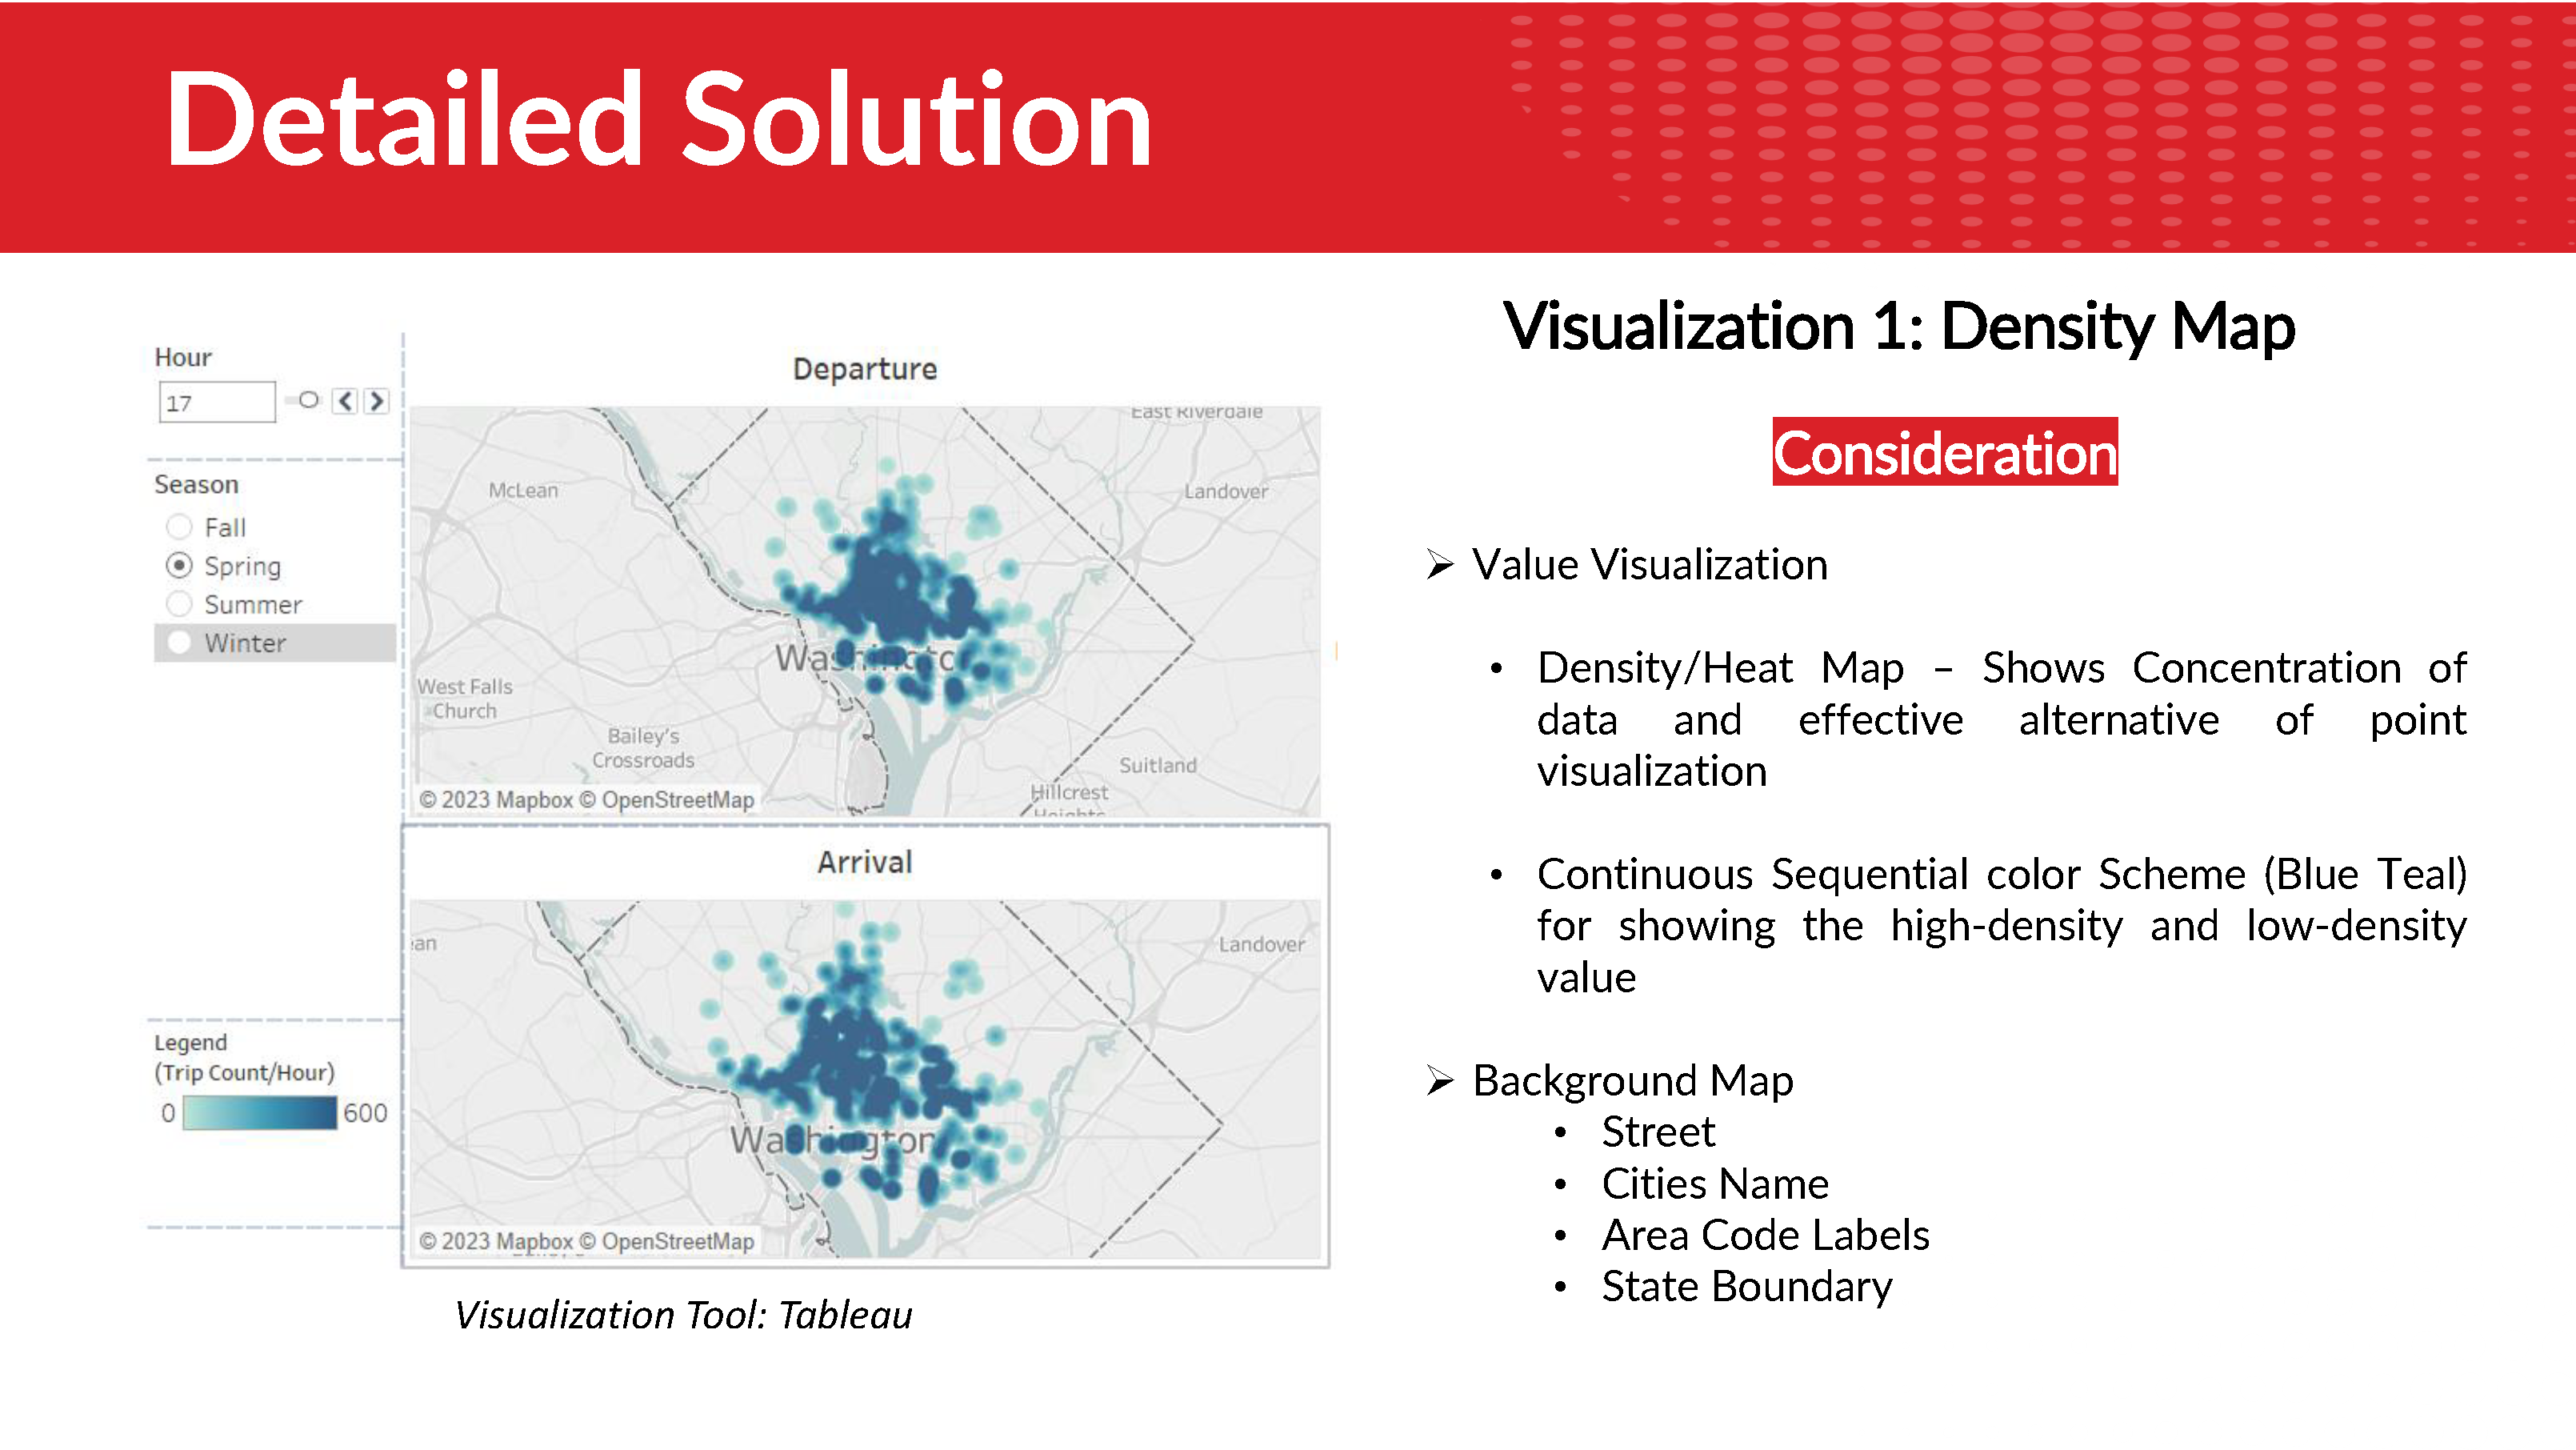 Detailed Solution
Hour
17
Season
Fall
Spring
Summer
Winter
Legend
(Trip Count/Hour)
0 600
Departure
East Riverdale
McLean
Landover
Washington
West Falls
Church
Bailey's
Crossroads
Suitland
Hillcrest
Heights
© 2023 Mapbox © OpenStreetMap
Arrival
Landover
Washington
© 2023 Mapbox © OpenStreetMap
Visualization Tool: Tableau
Visualization 1: Density Map
Consideration
➢ Value Visualization
• Density/Heat Map – Shows Concentration of
data and effective alternative of point
visualization
• Continuous Sequential color Scheme (Blue Teal)
for showing the high-density and low-density
value
➢ Background Map
• Street
• Cities Name
• Area Code Labels
• State Boundary